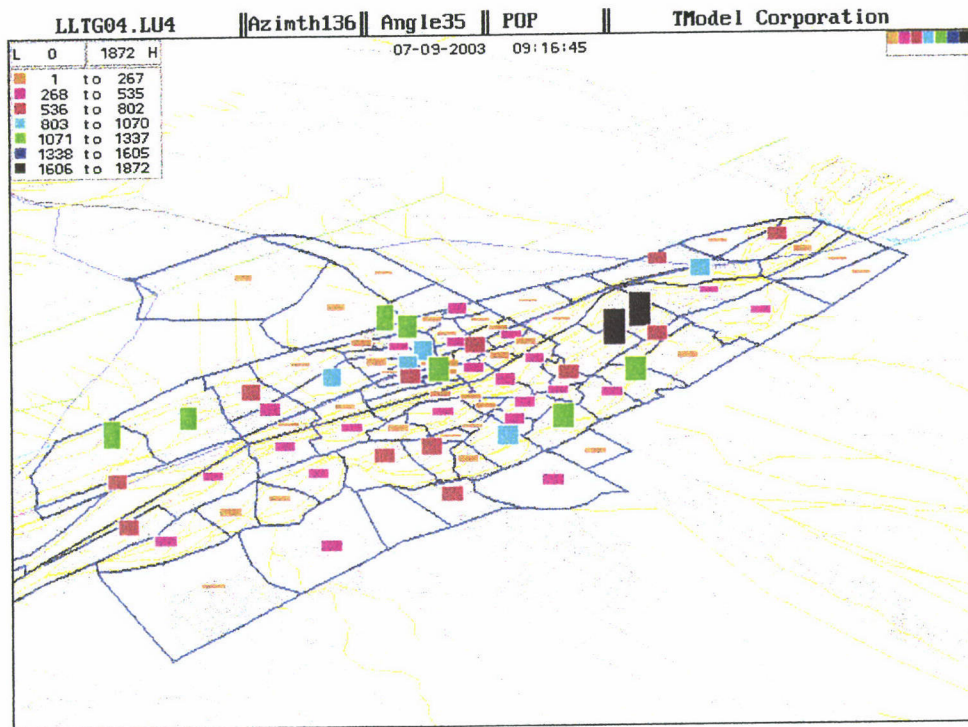 LLTG04.LU4 ||Azimth136|| Angle35 || POP || TModel Corporation
07-09-2003 09:16:45
L 0 1872 H
1 to 267
268 to 535
536 to 802
803 to 1070
1071 to 1337
1338 to 1605
1606 to 1872